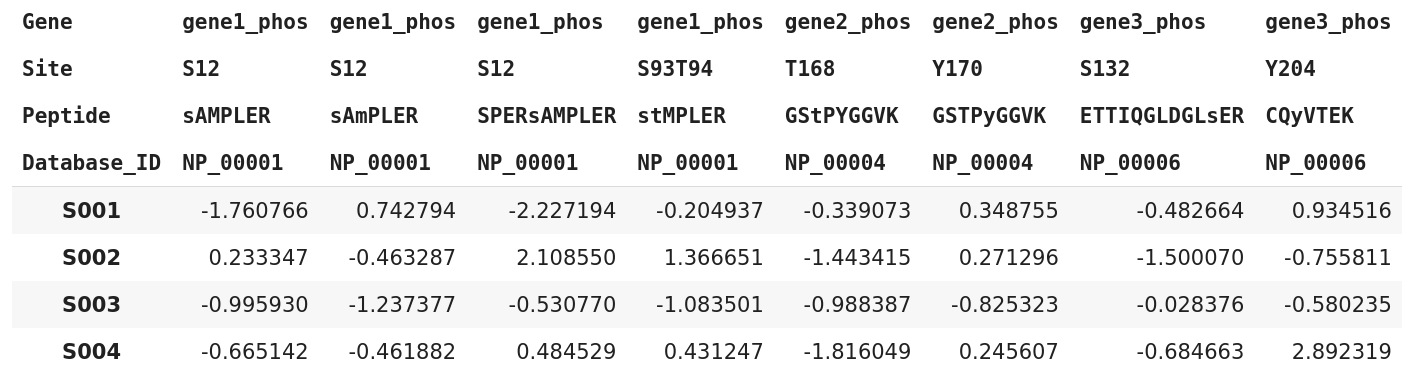 Gene gene1_phos gene1_phos gene1_phos gene1_phos gene2_phos gene2_phos gene3_phos gene3_phos
Site S12 S12 S12 S93T94 T168 Y170 S132 Y204
Peptide sAMPLER sAmPLER SPERsAMPLER stMPLER GStPYGGVK GSTPyGGVK ETTIQGLDGLsER CQyVTEK
Database_ID NP_00001 NP_00001 NP_00001 NP_00001 NP_00004 NP_00004 NP_00006 NP_00006
S001 -1.760766 0.742794 -2.227194 -0.204937 -0.339073 0.348755 -0.482664 0.934516
S002 0.233347 -0.463287 2.108550 1.366651 -1.443415 0.271296 -1.500070 -0.755811
S003 -0.995930 -1.237377 -0.530770 -1.083501 -0.988387 -0.825323 -0.028376 -0.580235
S004 -0.665142 -0.461882 0.484529 0.431247 -1.816049 0.245607 -0.684663 2.892319